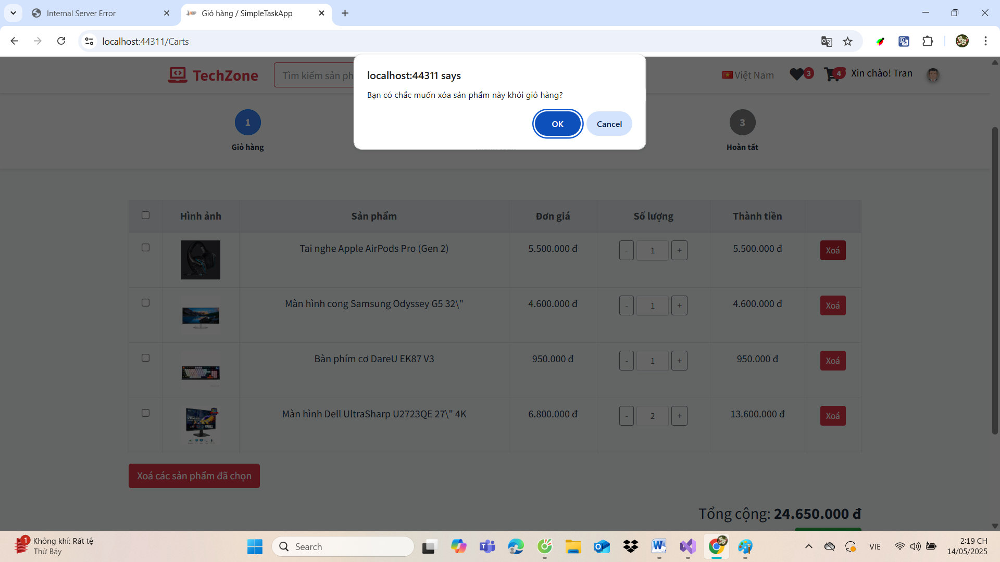 Internal Server Error
Giỏ hàng / SimpleTaskApp
localhost:44311/Carts
TechZone
Tìm kiếm sản ph
localhost:44311 says
Bạn có chắc muốn xóa sản phẩm này khỏi giỏ hàng?
OK
Cancel
Việt Nam
3
4
Xin chào! Tran
1
Giỏ hàng
3
Hoàn tất
Hình ảnh
Sản phẩm
Đơn giá
Số lượng
Thành tiền
Tai nghe Apple AirPods Pro (Gen 2)
5.500.000 đ
- 1 +
5.500.000 đ
Xoá
Màn hình cong Samsung Odyssey G5 32\"
4.600.000 đ
- 1 +
4.600.000 đ
Xoá
Bàn phím cơ DareU EK87 V3
950.000 đ
- 1 +
950.000 đ
Xoá
ASUS
Màn hình Dell UltraSharp U2723QE 27\" 4K
6.800.000 đ
- 2 +
13.600.000 đ
Xoá
Xoá các sản phẩm đã chọn
Tổng cộng: 24.650.000 đ
1
Không khí: Rất tệ
Thứ Bảy
Search
VIE
2:19 CH
14/05/2025